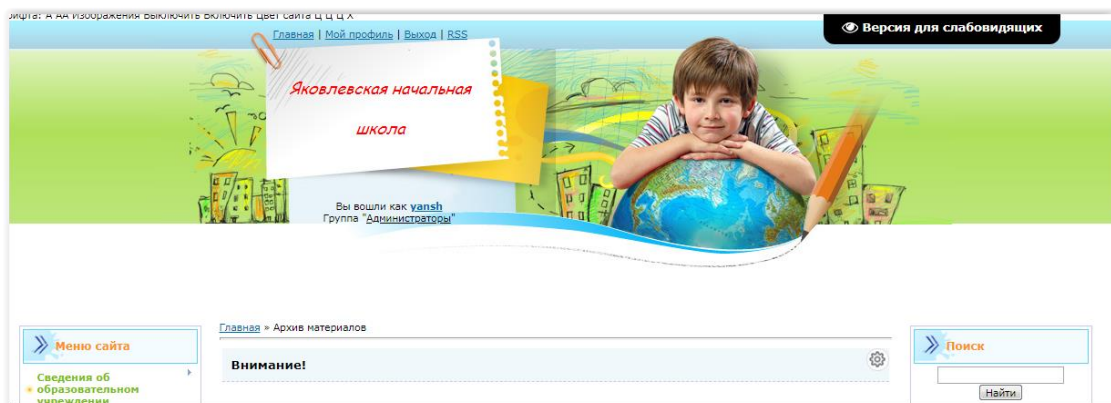 шрифта: А АА Изображения Выключить Включить Цвет сайта Ц Ц Ц Х
Главная | Мой профиль | Выход | RSS
Версия для слабовидящих
Яковлевская начальная
школа
Вы вошли как yansh
Группа "Администраторы"
Главная » Архив материалов
Меню сайта
Внимание!
Поиск
Сведения об
образовательном
учреждении
Найти